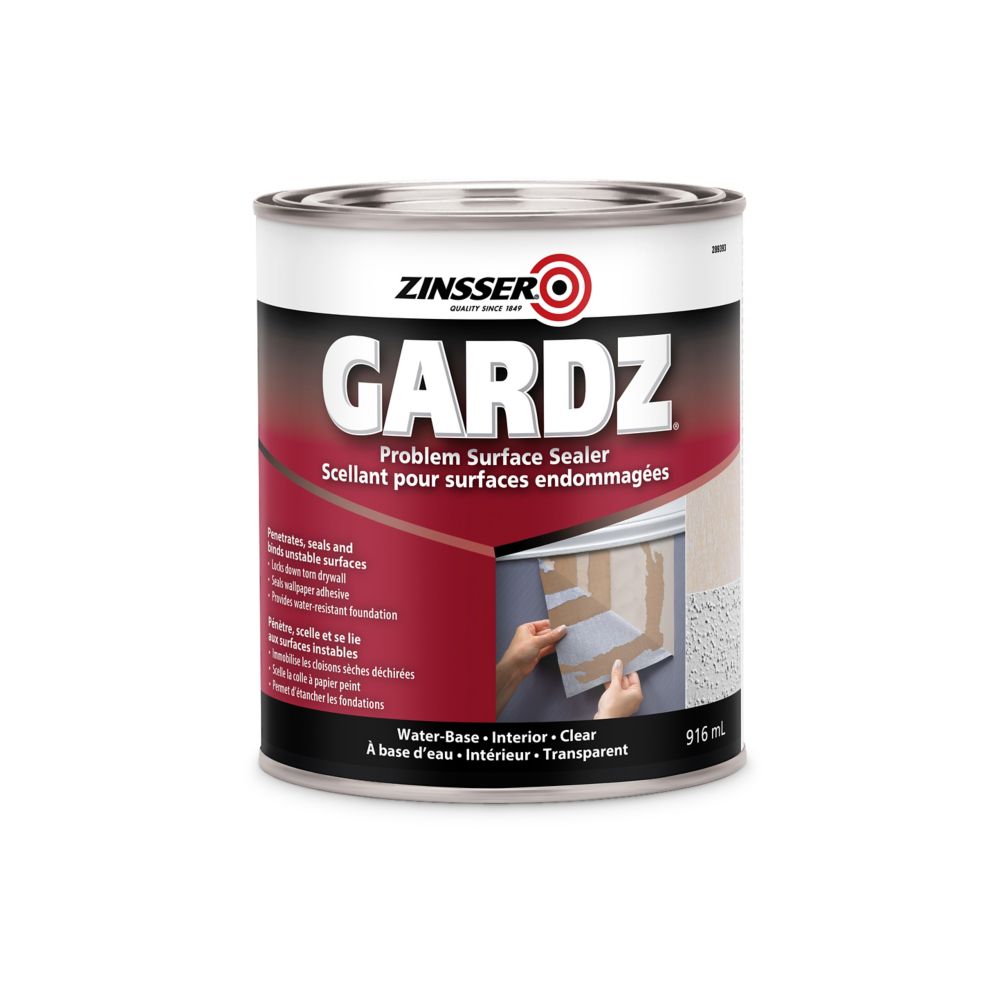 289393
ZINSSER®
QUALITY SINCE 1849
GARDZ®
Problem Surface Sealer
Scellant pour surfaces endommagées
Penetrates, seals and
binds unstable surfaces
• Locks down torn drywall
• Seals wallpaper adhesive
• Provides water-resistant foundation
Pénètre, scelle et se lie
aux surfaces instables
• Immobilise les cloisons sèches déchirées
• Scelle la colle à papier peint
• Permet d'étancher les fondations
Water-Base • Interior • Clear
À base d'eau • Intérieur • Transparent
916 mL